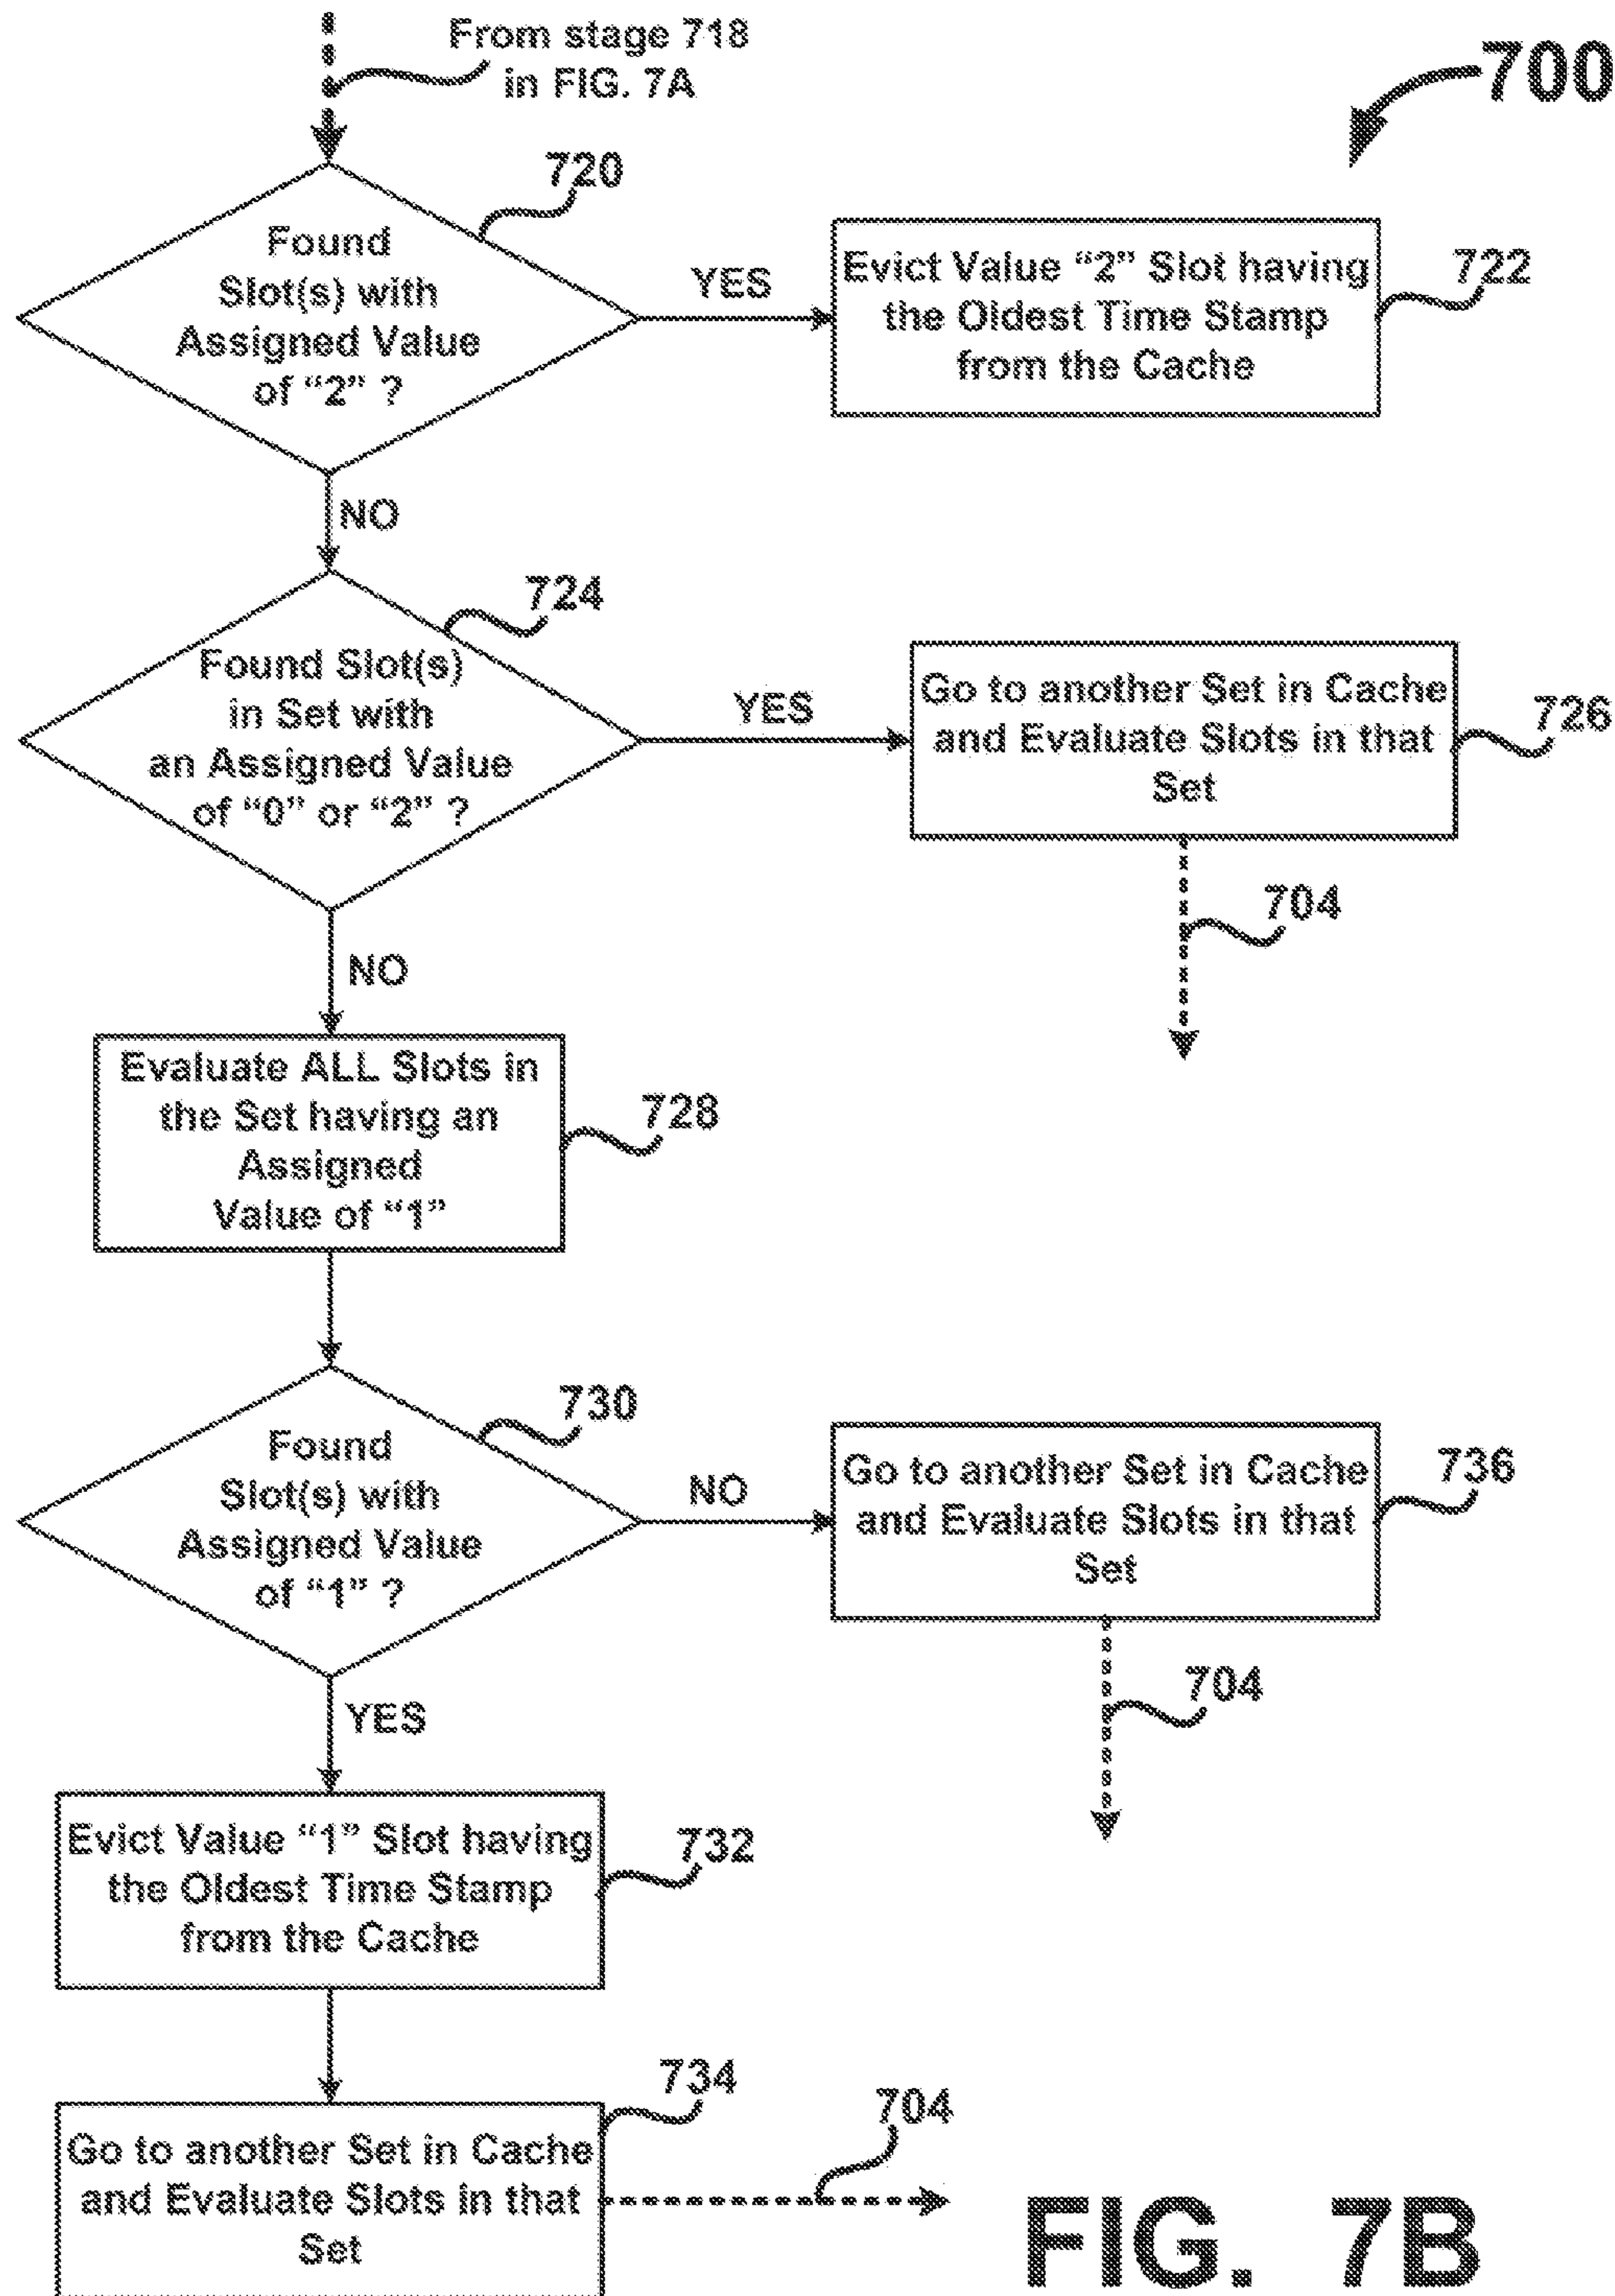 From stage 718
in FIG. 7A
700
720
Found
Slot(s) with
Assigned Value
of “2” ?
YES
Evict Value “2” Slot having
the Oldest Time Stamp
from the Cache
722
NO
724
Found Slot(s)
in Set with
an Assigned Value
of “0” or “2” ?
YES
Go to another Set in Cache
and Evaluate Slots in that
Set
726
704
NO
Evaluate ALL Slots in
the Set having an
Assigned
Value of “1”
728
730
Found
Slot(s) with
Assigned Value
of “1” ?
NO
Go to another Set in Cache
and Evaluate Slots in that
Set
736
704
YES
Evict Value “1” Slot having
the Oldest Time Stamp
from the Cache
732
734
Go to another Set in Cache
and Evaluate Slots in that
Set
704
FIG. 7B